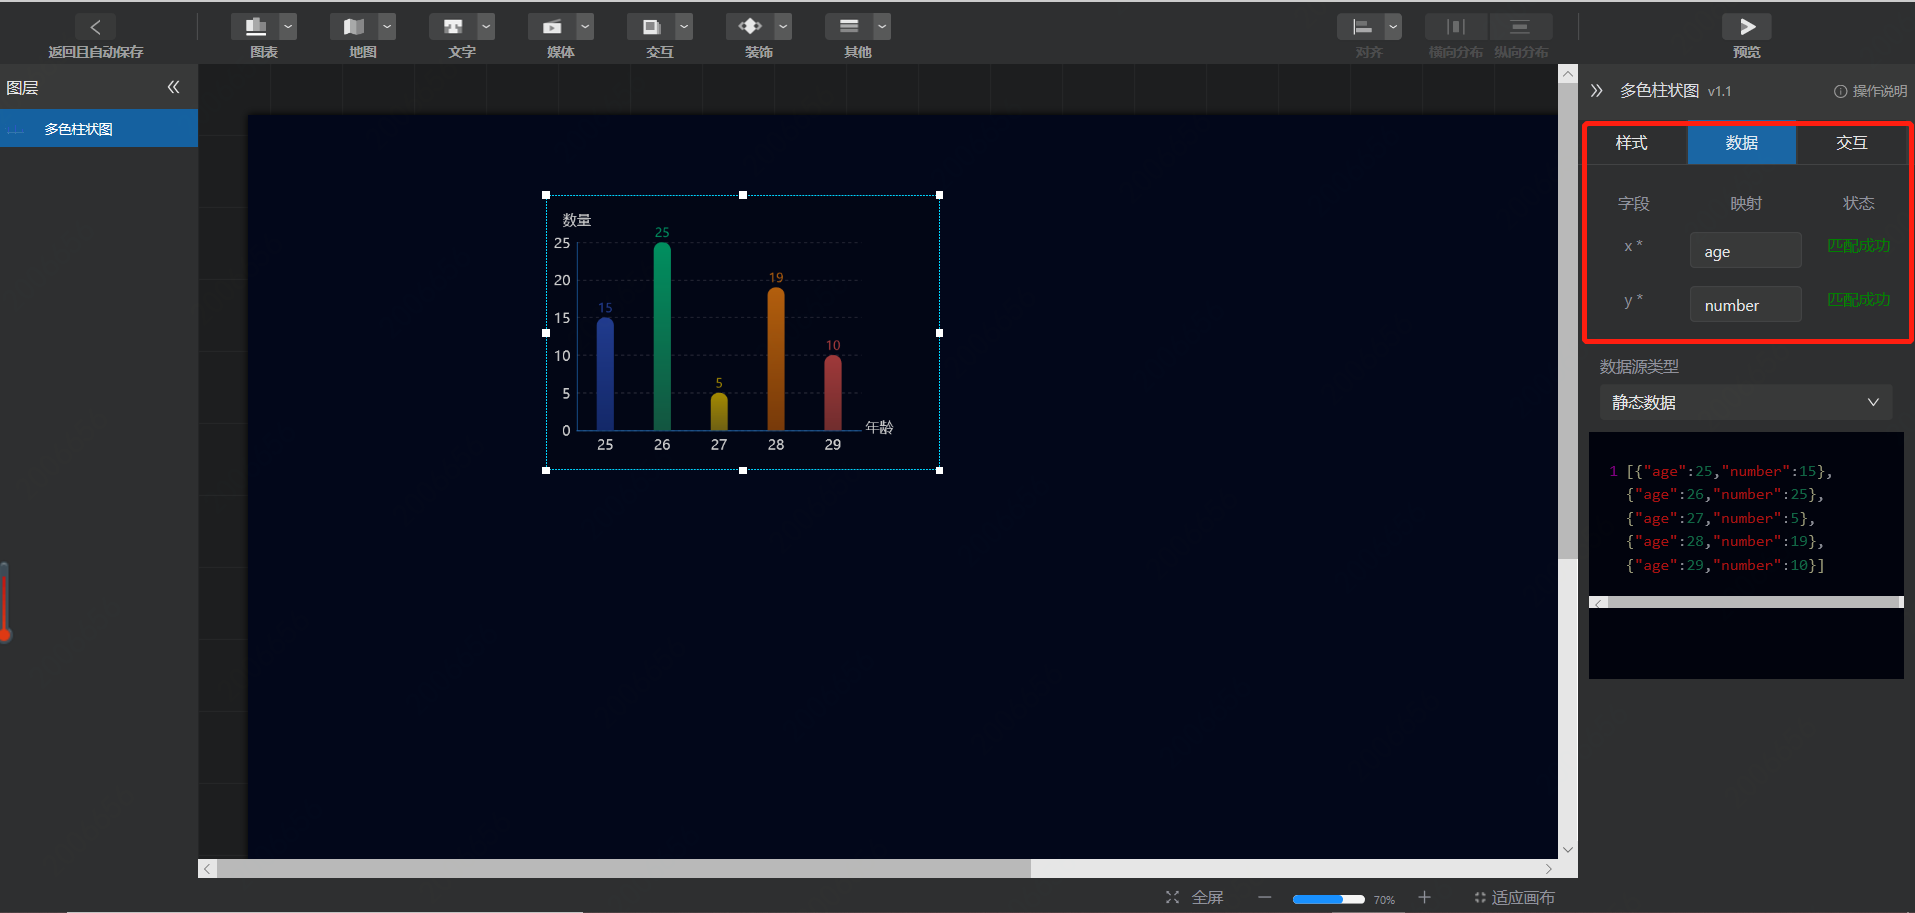 返回且自动保存
图表
地图
文字
媒体
交互
装饰
其他
对齐
横向分布
纵向分布
预览
图层
多色柱状图
数量
25
20
15
10
5
0
15
25
5
19
10
25
26
27
28
29
年龄
多色柱状图 v1.1
操作说明
样式
数据
交互
字段
映射
状态
x *
age
匹配成功
y *
number
匹配成功
数据源类型
静态数据
1 [{"age":25,"number":15},
{"age":26,"number":25},
{"age":27,"number":5},
{"age":28,"number":19},
{"age":29,"number":10}]
全屏
70%
适应画布